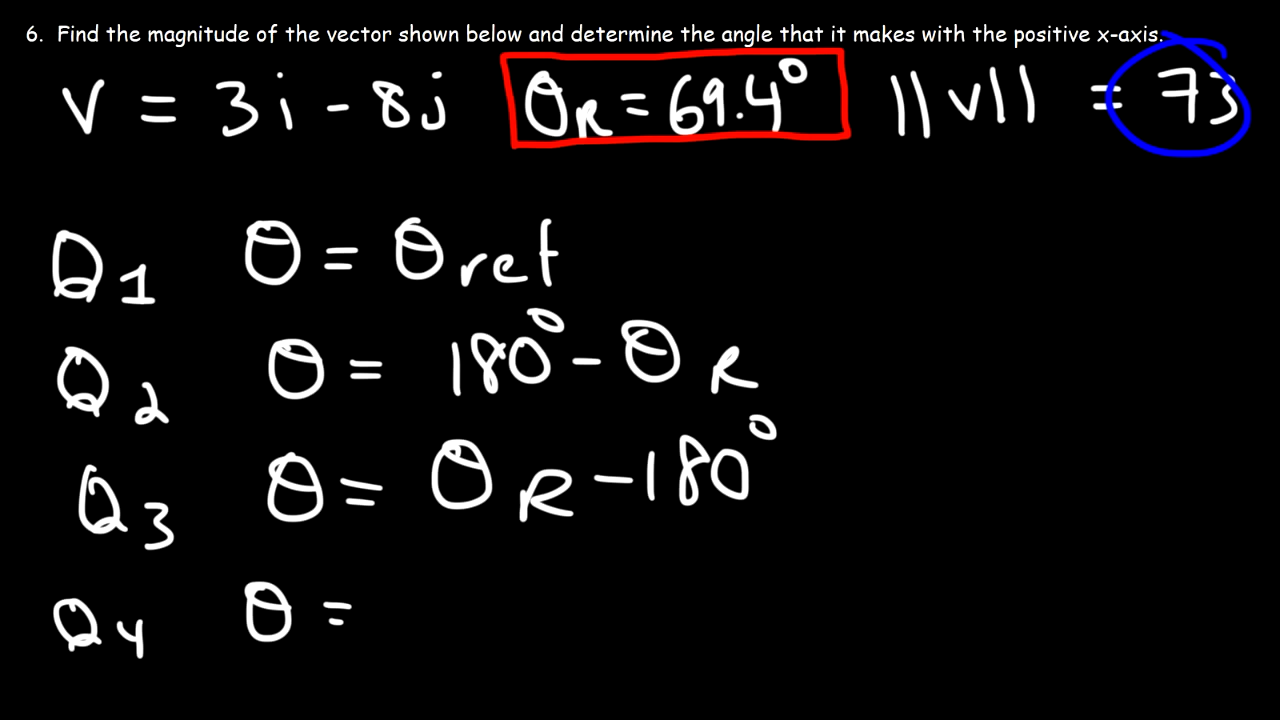 6. Find the magnitude of the vector shown below and determine the angle that it makes with the positive x-axis.
V = 3i - 8j θR = 69.4° ||v|| = 73
Q1 θ = θref
Q2 θ = 180° - θR
Q3 θ = θR - 180°
Q4 θ =